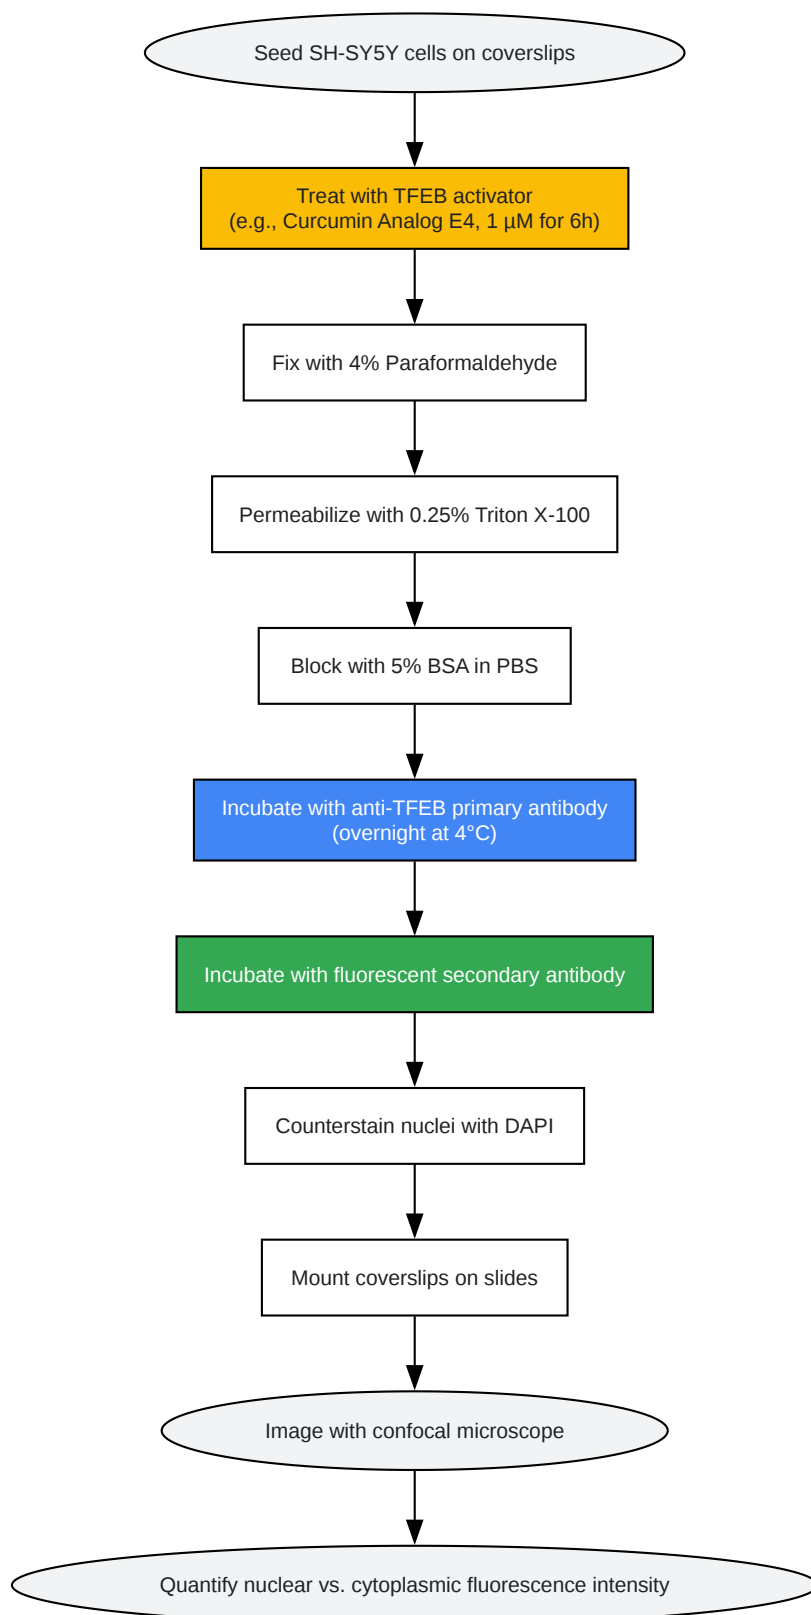 Seed SH-SY5Y cells on coverslips
Treat with TFEB activator
(e.g., Curcumin Analog E4, 1 µM for 6h)
Fix with 4% Paraformaldehyde
Permeabilize with 0.25% Triton X-100
Block with 5% BSA in PBS
Incubate with anti-TFEB primary antibody
(overnight at 4°C)
Incubate with fluorescent secondary antibody
Counterstain nuclei with DAPI
Mount coverslips on slides
Image with confocal microscope
Quantify nuclear vs. cytoplasmic fluorescence intensity